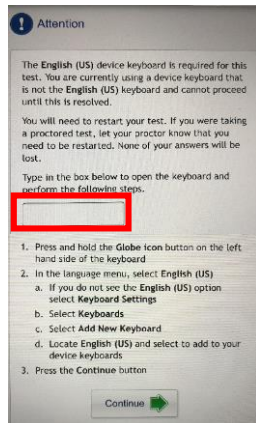 Attention
The English (US) device keyboard is required for this
test. You are currently using a device keyboard that
is not the English (US) keyboard and cannot proceed
until this is resolved.
You will need to restart your test. If you were taking
a proctored test, let your proctor know that you
need to be restarted. None of your answers will be
lost.
Type in the box below to open the keyboard and
perform the following steps.
1. Press and hold the Globe icon button on the left
hand side of the keyboard
2. In the language menu, select English (US)
a. If you do not see the English (US) option
select Keyboard Settings
b. Select Keyboards
c. Select Add New Keyboard
d. Locate English (US) and select to add to your
device keyboards
3. Press the Continue button
Continue